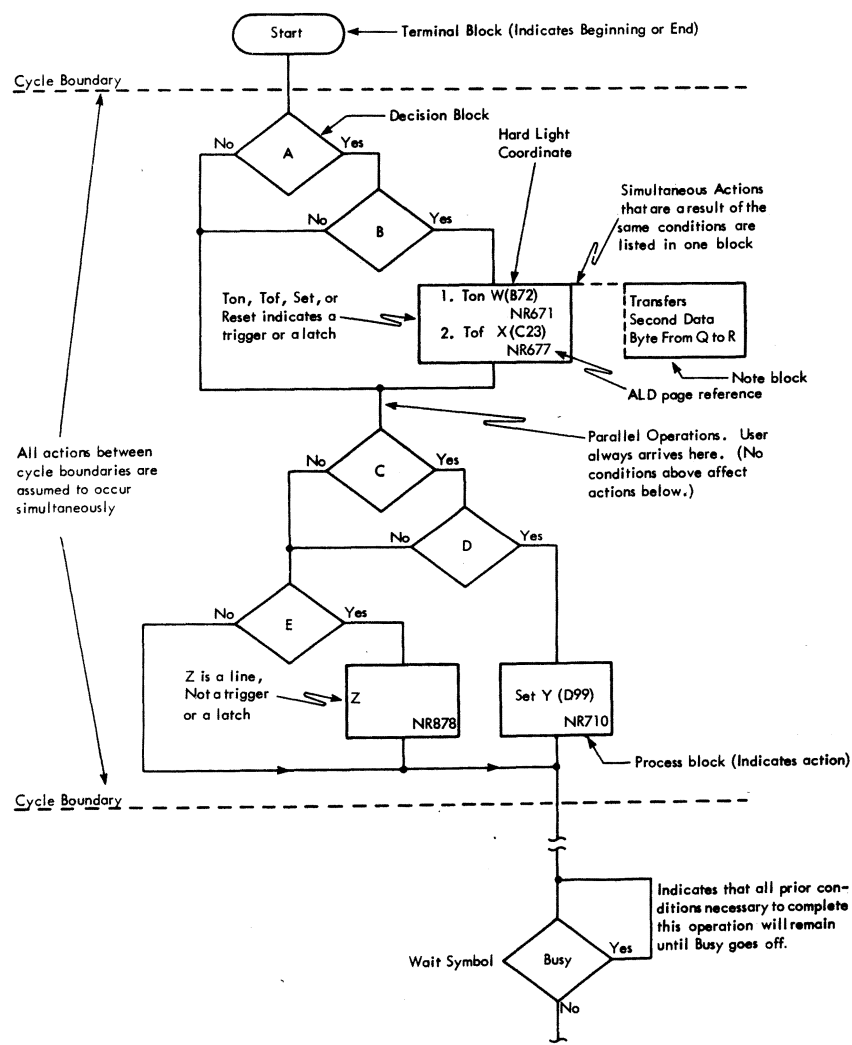 Start
Terminal Block (Indicates Beginning or End)
Cycle Boundary
Decision Block
No
A
Yes
Hard Light
Coordinate
No
B
Yes
Simultaneous Actions
that are a result of the
same conditions are
listed in one block
Ton, Tof, Set, or
Reset indicates a
trigger or a latch
1. Ton W(B72)
NR671
2. Tof X(C23)
NR677
Transfers
Second Data
Byte From Q to R
Note block
ALD page reference
All actions between
cycle boundaries are
assumed to occur
simultaneously
Parallel Operations. User
always arrives here. (No
conditions above affect
actions below.)
No
C
Yes
No
D
Yes
No
E
Yes
Z is a line,
Not a trigger
or a latch
Z
NR878
Set Y (D99)
NR710
Process block (Indicates action)
Cycle Boundary
Indicates that all prior con-
ditions necessary to complete
this operation will remain
until Busy goes off.
Wait Symbol
Busy
Yes
No